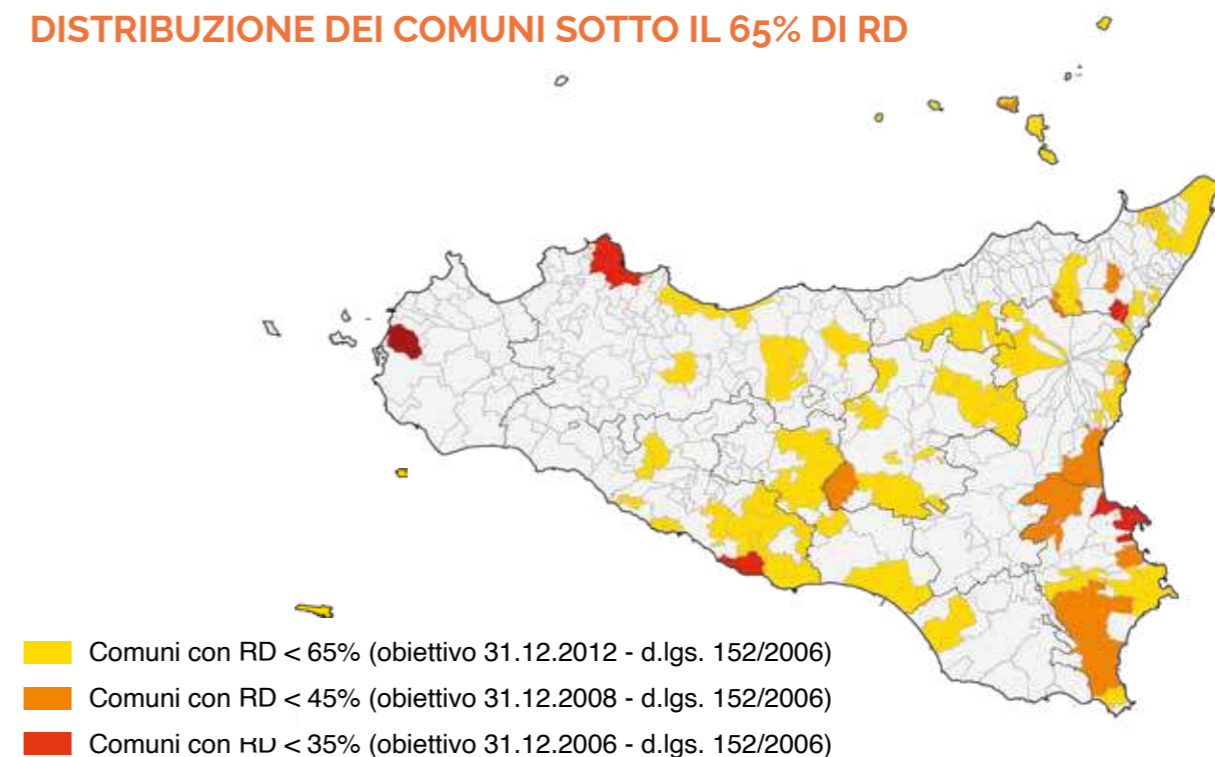 DISTRIBUZIONE DEI COMUNI SOTTO IL 65% DI RD
Comuni con RD < 65% (obiettivo 31.12.2012 - d.lgs. 152/2006)
Comuni con RD < 45% (obiettivo 31.12.2008 - d.lgs. 152/2006)
Comuni con RD < 35% (obiettivo 31.12.2006 - d.lgs. 152/2006)